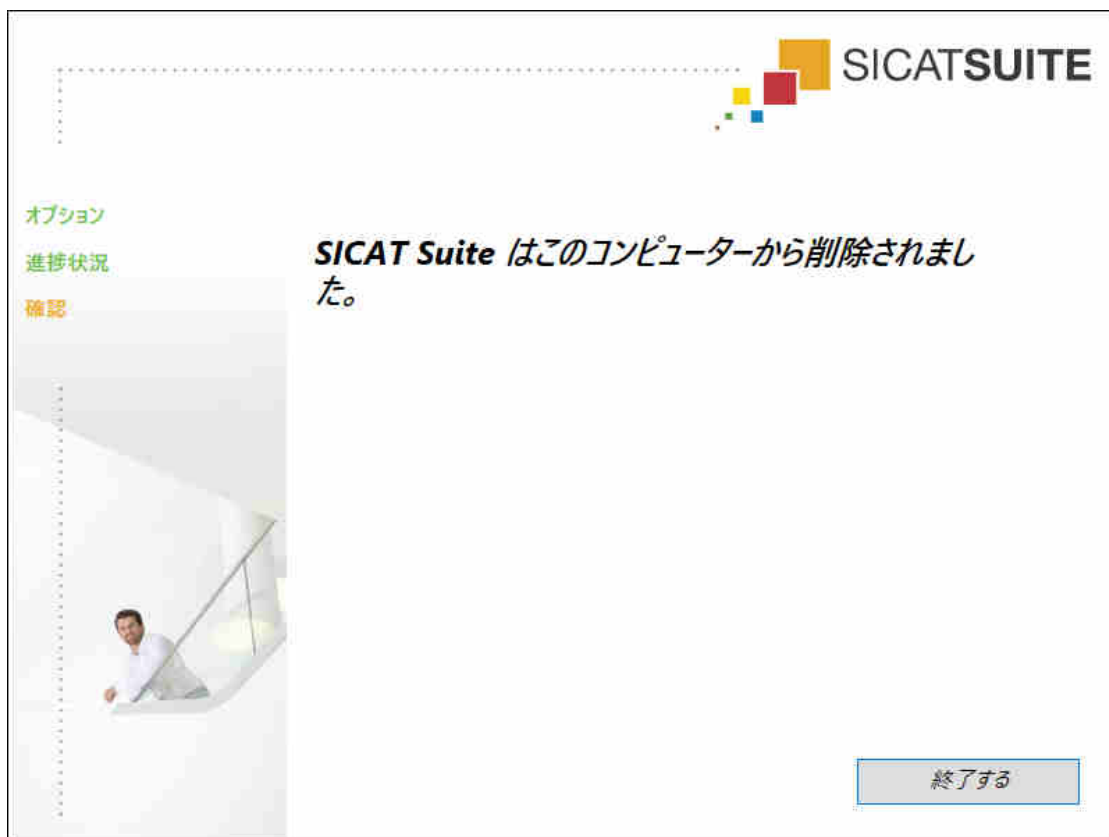 SICATSUITE
オプション
進捗状況
確認
SICAT Suite はこのコンピューターから削除されまし
た。
終了する